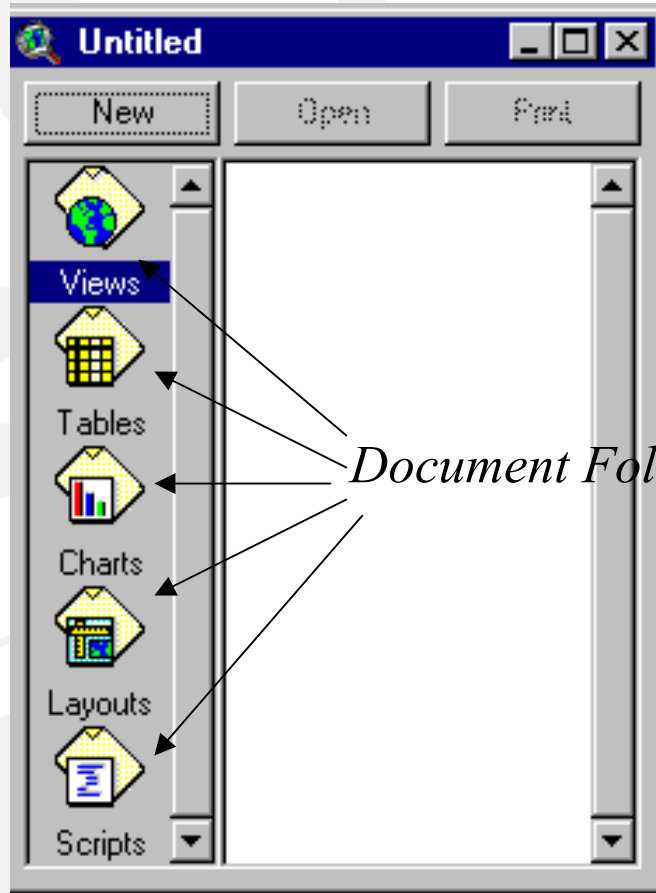 Untitled
New Open Print
Views
Tables
Document Fol
Charts
Layouts
Scripts